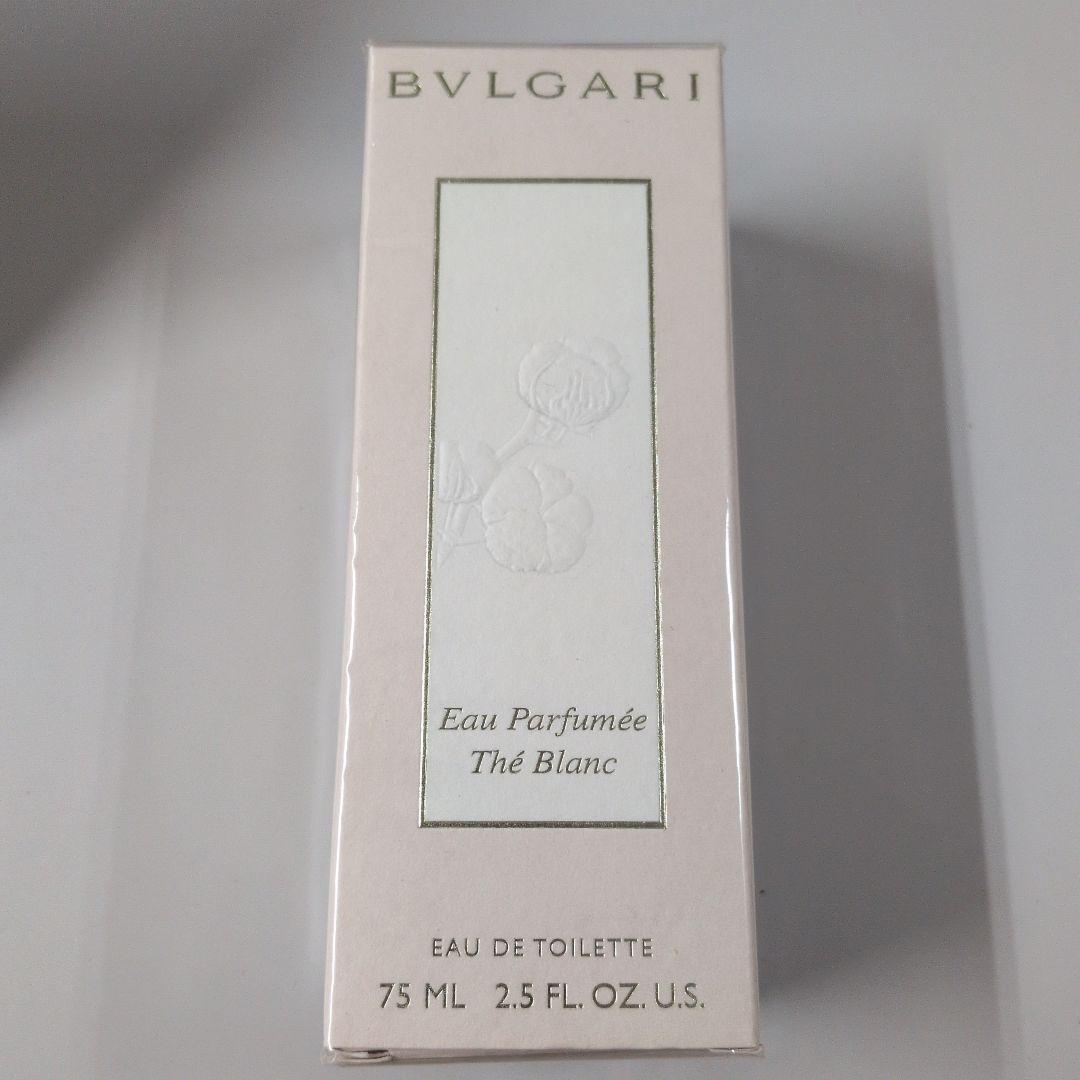 BVLGARI
Eau Parfumée
Thé Blanc
EAU DE TOILETTE
75 ML 2.5 FL. OZ. U.S.